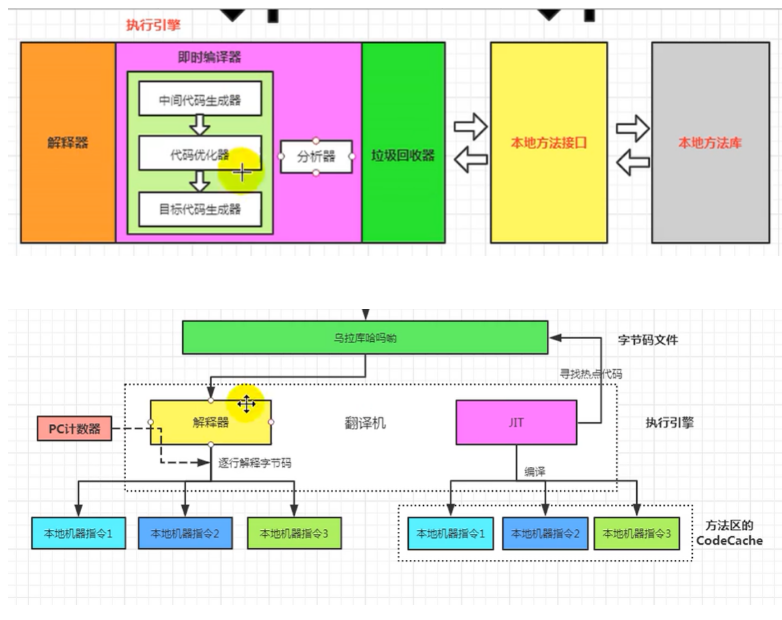 执行引擎
即时编译器
解释器
中间代码生成器
代码优化器
目标代码生成器
分析器
垃圾回收器
本地方法接口
本地方法库
乌拉库哈吗呦
字节码文件
寻找热点代码
PC计数器
解释器
翻译机
JIT
执行引擎
逐行解释字节码
编译
本地机器指令1
本地机器指令2
本地机器指令3
本地机器指令1
本地机器指令2
本地机器指令3
方法区的
CodeCache